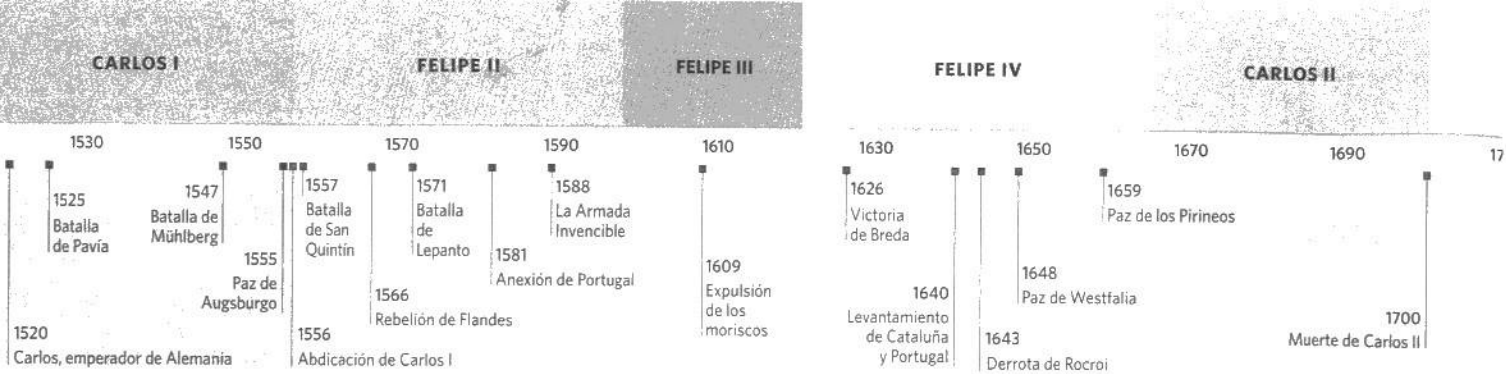 CARLOS I
FELIPE II
FELIPE III
FELIPE IV
CARLOS II
1530
1550
1570
1590
1610
1630
1650
1670
1690
17
1520
Carlos, emperador de Alemania
1525
Batalla
de Pavía
1547
Batalla de
Mühlberg
1555
Paz de
Augsburgo
1556
Abdicación de Carlos I
1557
Batalla
de San
Quintín
1566
Rebelión de Flandes
1571
Batalla
de
Lepanto
1581
Anexión de Portugal
1588
La Armada
Invencible
1609
Expulsión
de los
moriscos
1626
Victoria
de Breda
1640
Levantamiento
de Cataluña
y Portugal
1643
Derrota de Rocroi
1648
Paz de Westfalia
1659
Paz de los Pirineos
1700
Muerte de Carlos II